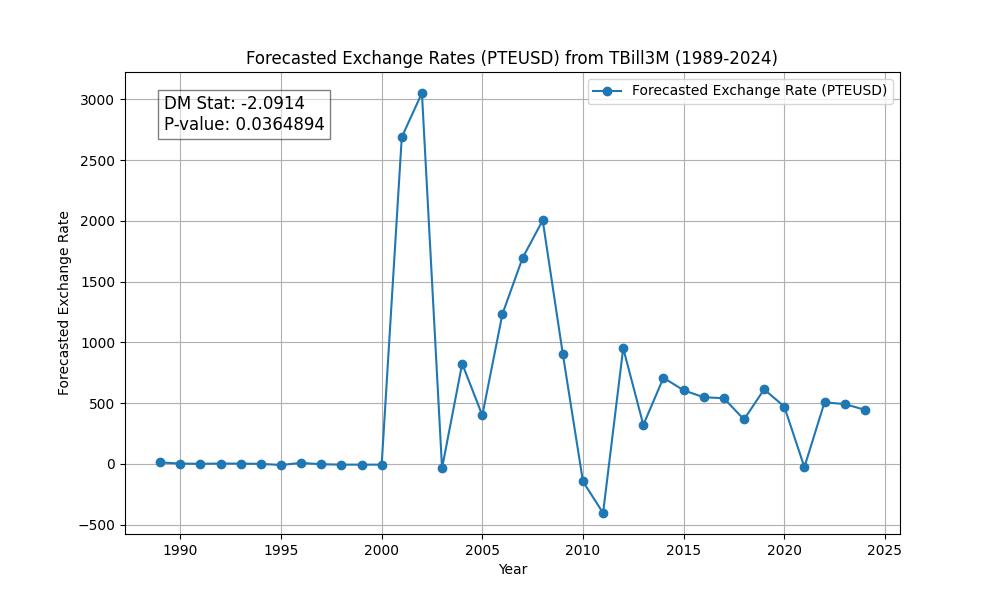 Forecasted Exchange Rates (PTEUSD) from TBill3M (1989-2024)
DM Stat: -2.0914
P-value: 0.0364894
Forecasted Exchange Rate (PTEUSD)
Forecasted Exchange Rate
3000
2500
2000
1500
1000
500
0
−500
1990
1995
2000
2005
2010
2015
2020
2025
Year